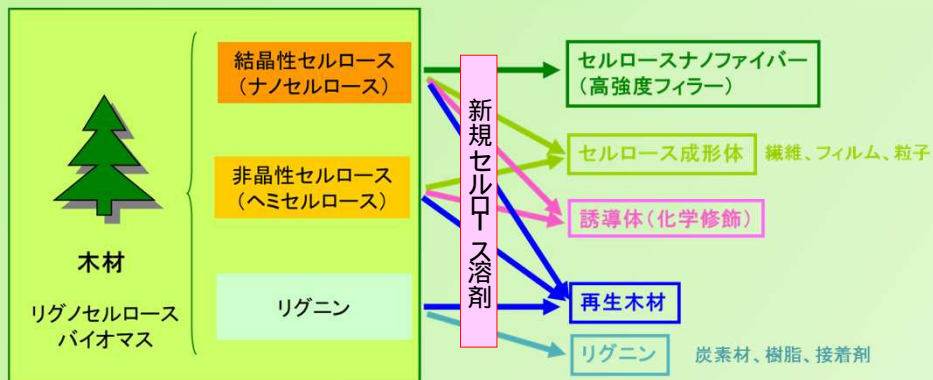 木材
リグノセルロース
バイオマス
結晶性セルロース
（ナノセルロース）
非晶性セルロース
（ヘミセルロース）
リグニン
新規セルロース溶剤
セルロースナノファイバー
（高強度フィラー）
セルロース成形体 繊維、フィルム、粒子
誘導体（化学修飾）
再生木材
リグニン 炭素材、樹脂、接着剤